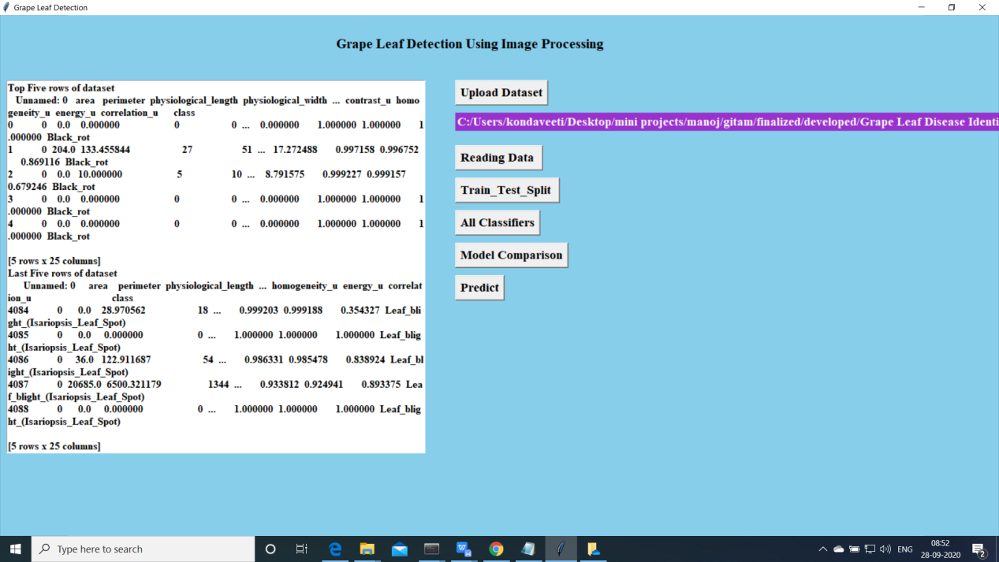 Grape Leaf Detection
Grape Leaf Detection Using Image Processing
Top Five rows of dataset
Unnamed: 0 area perimeter physiological_length physiological_width ... contrast_u homo
geneity_u energy_u correlation_u class
0 0 0.0 0.000000 0 0 ... 0.000000 1.000000 1.000000 1
.000000 Black_rot
1 0 204.0 133.455844 27 51 ... 17.272488 0.997158 0.996752
0.869116 Black_rot
2 0 0.0 10.000000 5 10 ... 8.791575 0.999227 0.999157
0.679246 Black_rot
3 0 0.0 0.000000 0 0 ... 0.000000 1.000000 1.000000 1
.000000 Black_rot
4 0 0.0 0.000000 0 0 ... 0.000000 1.000000 1.000000 1
.000000 Black_rot
[5 rows x 25 columns]
Last Five rows of dataset
Unnamed: 0 area perimeter physiological_length ... homogeneity_u energy_u correlat
ion_u class
4084 0 0.0 28.970562 18 ... 0.999203 0.999188 0.354327 Leaf_bli
ght_(Isariopsis_Leaf_Spot)
4085 0 0.0 0.000000 0 ... 1.000000 1.000000 1.000000 Leaf_blig
ht_(Isariopsis_Leaf_Spot)
4086 0 36.0 122.911687 54 ... 0.986331 0.985478 0.838924 Leaf_bl
ight_(Isariopsis_Leaf_Spot)
4087 0 20685.0 6500.321179 1344 ... 0.933812 0.924941 0.893375 Lea
f_blight_(Isariopsis_Leaf_Spot)
4088 0 0.0 0.000000 0 ... 1.000000 1.000000 1.000000 Leaf_blig
ht_(Isariopsis_Leaf_Spot)
[5 rows x 25 columns]
Upload Dataset
C:/Users/kondaveeti/Desktop/mini projects/manoj/gitam/finalized/developed/Grape Leaf Disease Identi
Reading Data
Train_Test_Split
All Classifiers
Model Comparison
Predict
Type here to search
ENG
08:52
28-09-2020
2